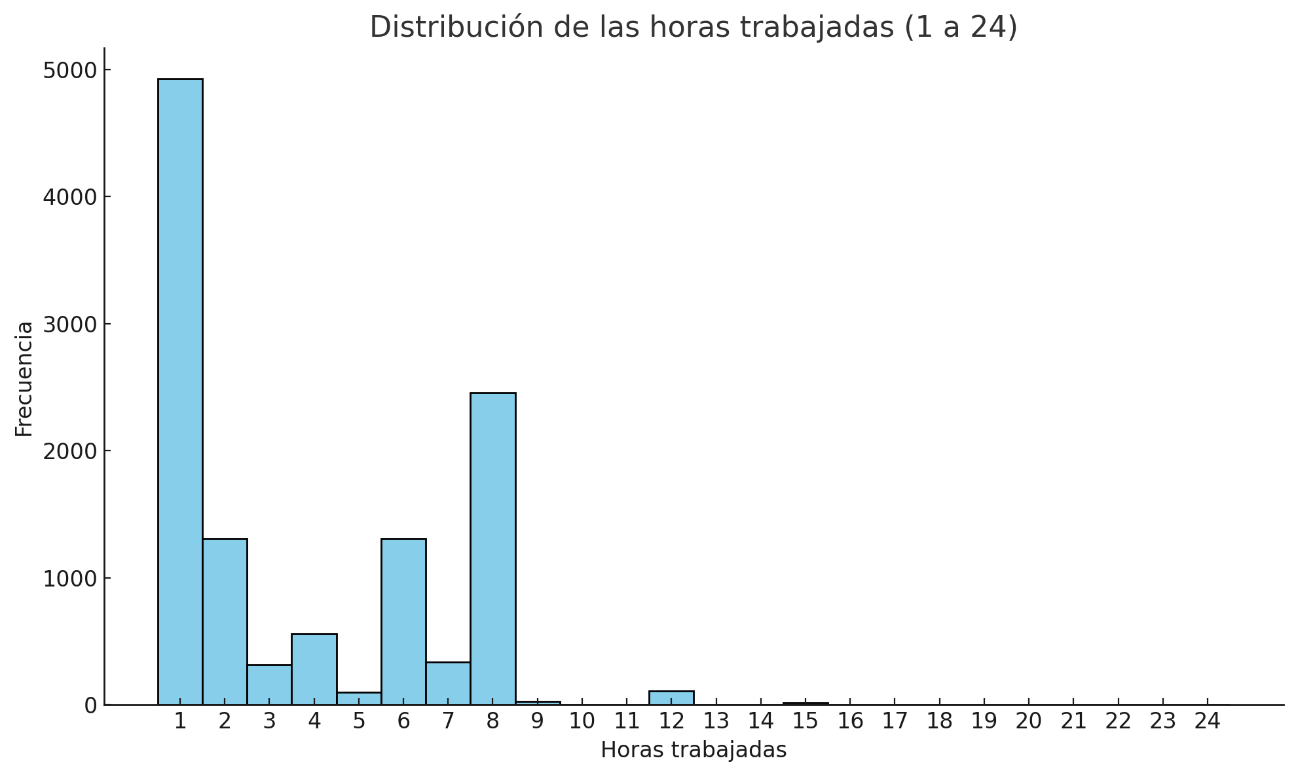 Distribución de las horas trabajadas (1 a 24)
5000
4000
3000
2000
1000
0
Frecuencia
1 2 3 4 5 6 7 8 9 10 11 12 13 14 15 16 17 18 19 20 21 22 23 24
Horas trabajadas